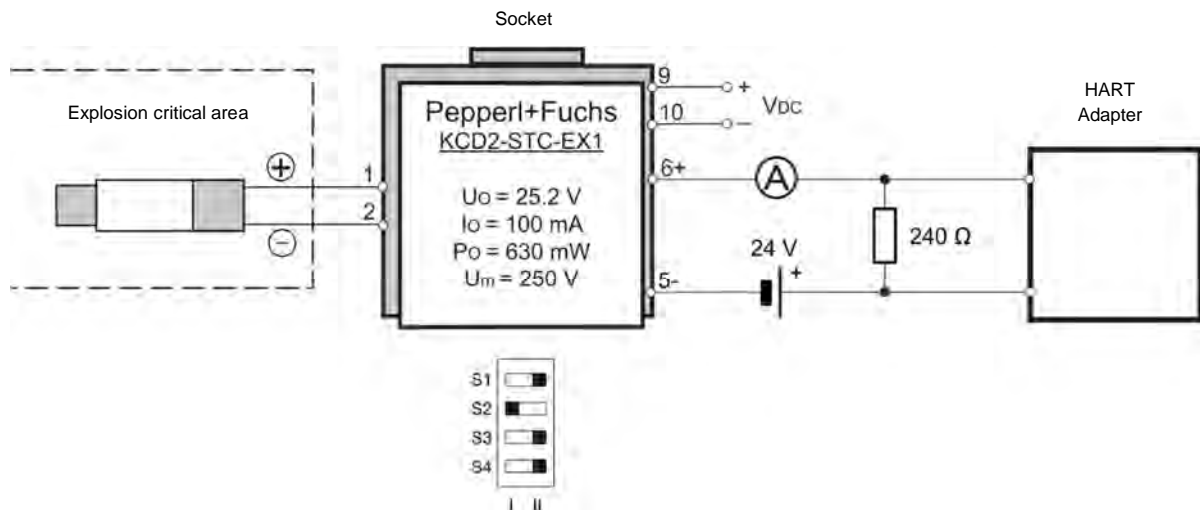 Socket
Explosion critical area
+
−
1
2
Pepperl+Fuchs
KCD2-STC-EX1
Uo = 25.2 V
Io = 100 mA
Po = 630 mW
Um = 250 V
9
+
VDC
10
−
6+
A
5-
24 V
+
240 Ω
HART
Adapter
S1
S2
S3
S4
I II